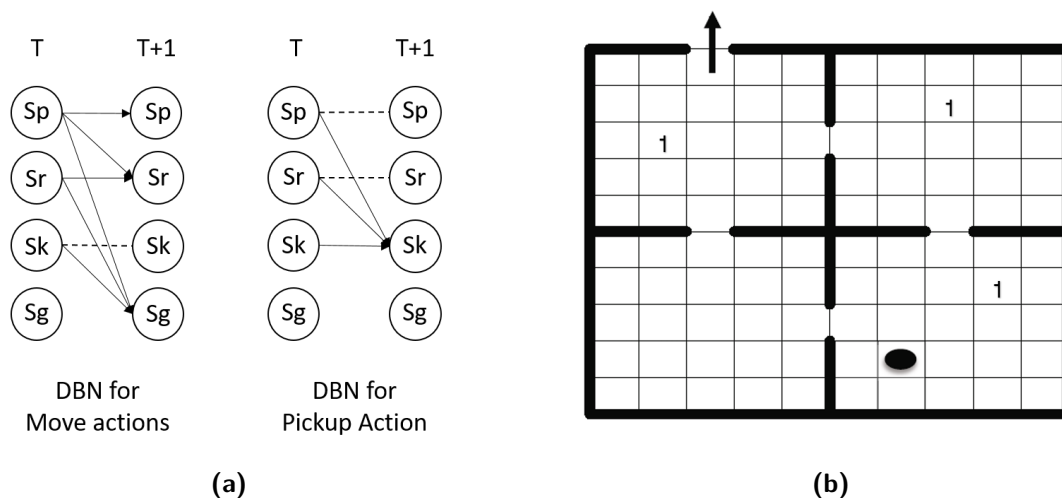 T T+1
Sp Sp
Sr Sr
Sk Sk
Sg Sg
DBN for
Move actions
T T+1
Sp Sp
Sr Sr
Sk Sk
Sg Sg
DBN for
Pickup Action
(a)
1
1
1
(b)